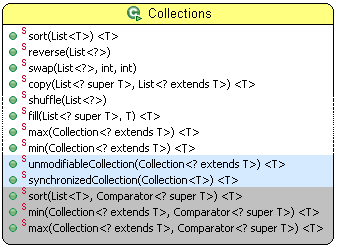 Collections
S sort(List<T>) <T>
S reverse(List<?>)
S swap(List<?>, int, int)
S copy(List<? super T>, List<? extends T>) <T>
S shuffle(List<?>)
S fill(List<? super T>, T) <T>
S max(Collection<? extends T>) <T>
S min(Collection<? extends T>) <T>
S unmodifiableCollection(Collection<? extends T>) <T>
S synchronizedCollection(Collection<T>) <T>
S sort(List<T>, Comparator<? super T>) <T>
S min(Collection<? extends T>, Comparator<? super T>) <T>
S max(Collection<? extends T>, Comparator<? super T>) <T>